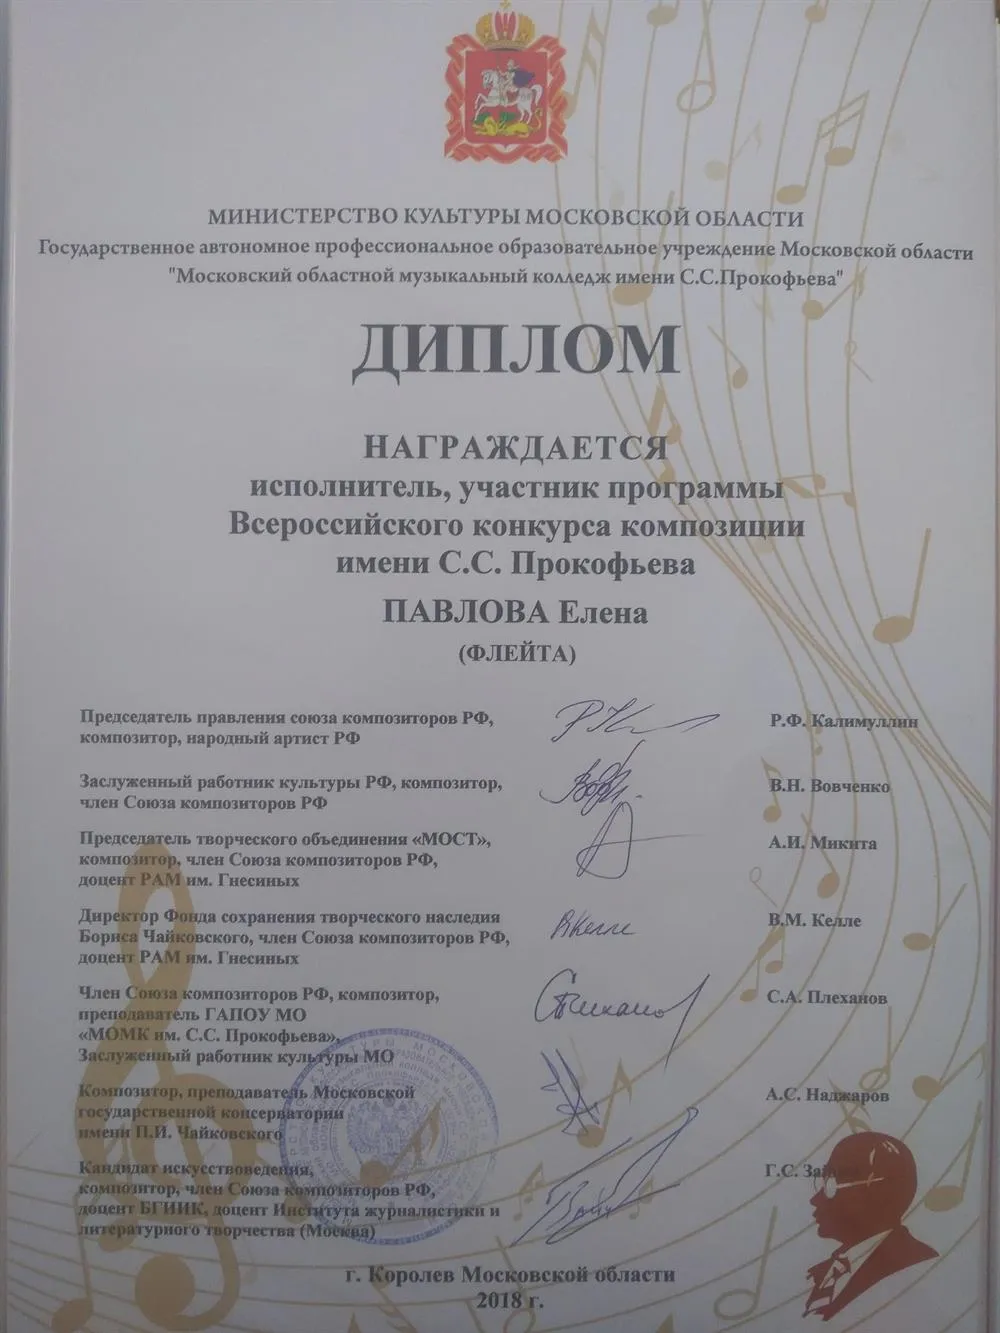 МИНИСТЕРСТВО КУЛЬТУРЫ МОСКОВСКОЙ ОБЛАСТИ
Государственное автономное профессиональное образовательное учреждение Московской области
"Московский областной музыкальный колледж имени С.С.Прокофьева"
ДИПЛОМ
НАГРАЖДАЕТСЯ
исполнитель, участник программы
Всероссийского конкурса композиции
имени С.С. Прокофьева
ПАВЛОВА Елена
(ФЛЕЙТА)
Председатель правления союза композиторов РФ,
композитор, народный артист РФ
Р.Ф. Калимуллин
Заслуженный работник культуры РФ, композитор,
член Союза композиторов РФ
В.Н. Вовченко
Председатель творческого объединения «МОСТ»,
композитор, член Союза композиторов РФ,
доцент РАМ им. Гнесиных
А.И. Микита
Директор Фонда сохранения творческого наследия
Бориса Чайковского, член Союза композиторов РФ,
доцент РАМ им. Гнесиных
В.М. Келле
Член Союза композиторов РФ, композитор,
преподаватель ГАПОУ МО
«МОМК им. С.С. Прокофьева»,
Заслуженный работник культуры МО
С.А. Плеханов
Композитор, преподаватель Московской
государственной консерватории
имени П.И. Чайковского
А.С. Наджаров
Кандидат искусствоведения,
композитор, член Союза композиторов РФ,
доцент БГИИК, доцент Института журналистики и
литературного творчества (Москва)
Г.С.
г. Королев Московской области
2018 г.